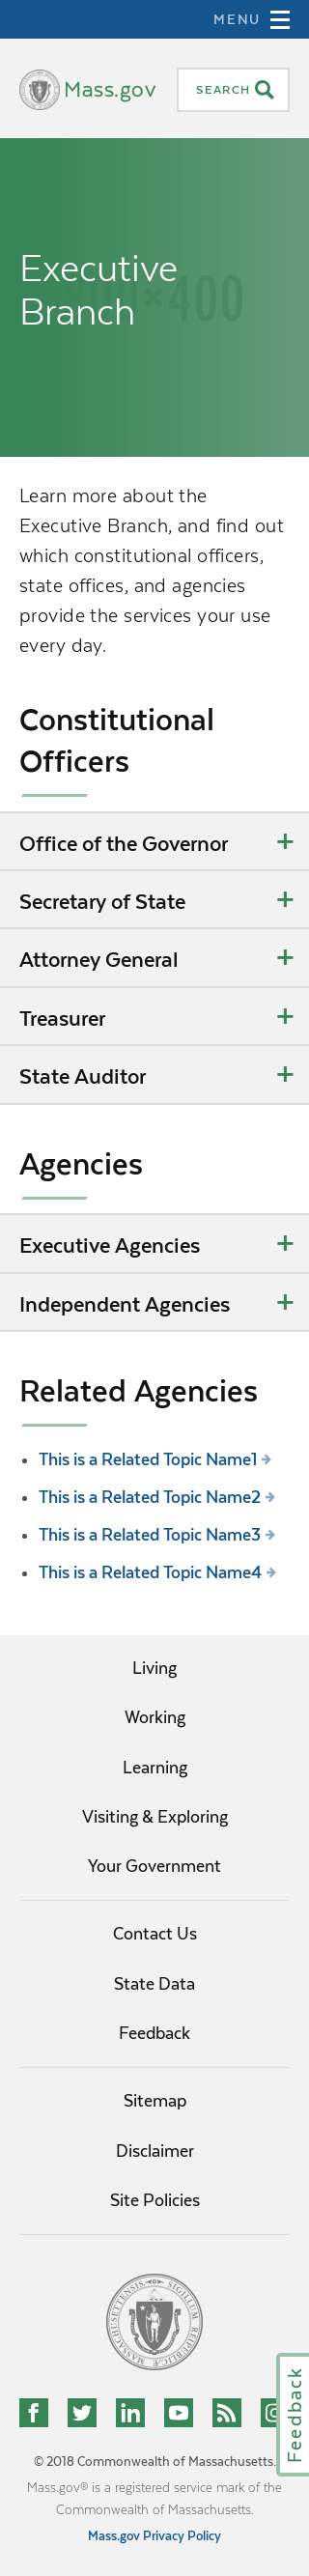 MENU
Mass.gov
SEARCH
Executive
Branch
×400
Learn more about the
Executive Branch, and find out
which constitutional officers,
state offices, and agencies
provide the services your use
every day.
Constitutional
Officers
Office of the Governor
Secretary of State
Attorney General
Treasurer
State Auditor
Agencies
Executive Agencies
Independent Agencies
Related Agencies
This is a Related Topic Name1
This is a Related Topic Name2
This is a Related Topic Name3
This is a Related Topic Name4
Living
Working
Learning
Visiting & Exploring
Your Government
Contact Us
State Data
Feedback
Sitemap
Disclaimer
Site Policies
Feedback
© 2018 Commonwealth of Massachusetts.
Mass.gov® is a registered service mark of the
Commonwealth of Massachusetts.
Mass.gov Privacy Policy